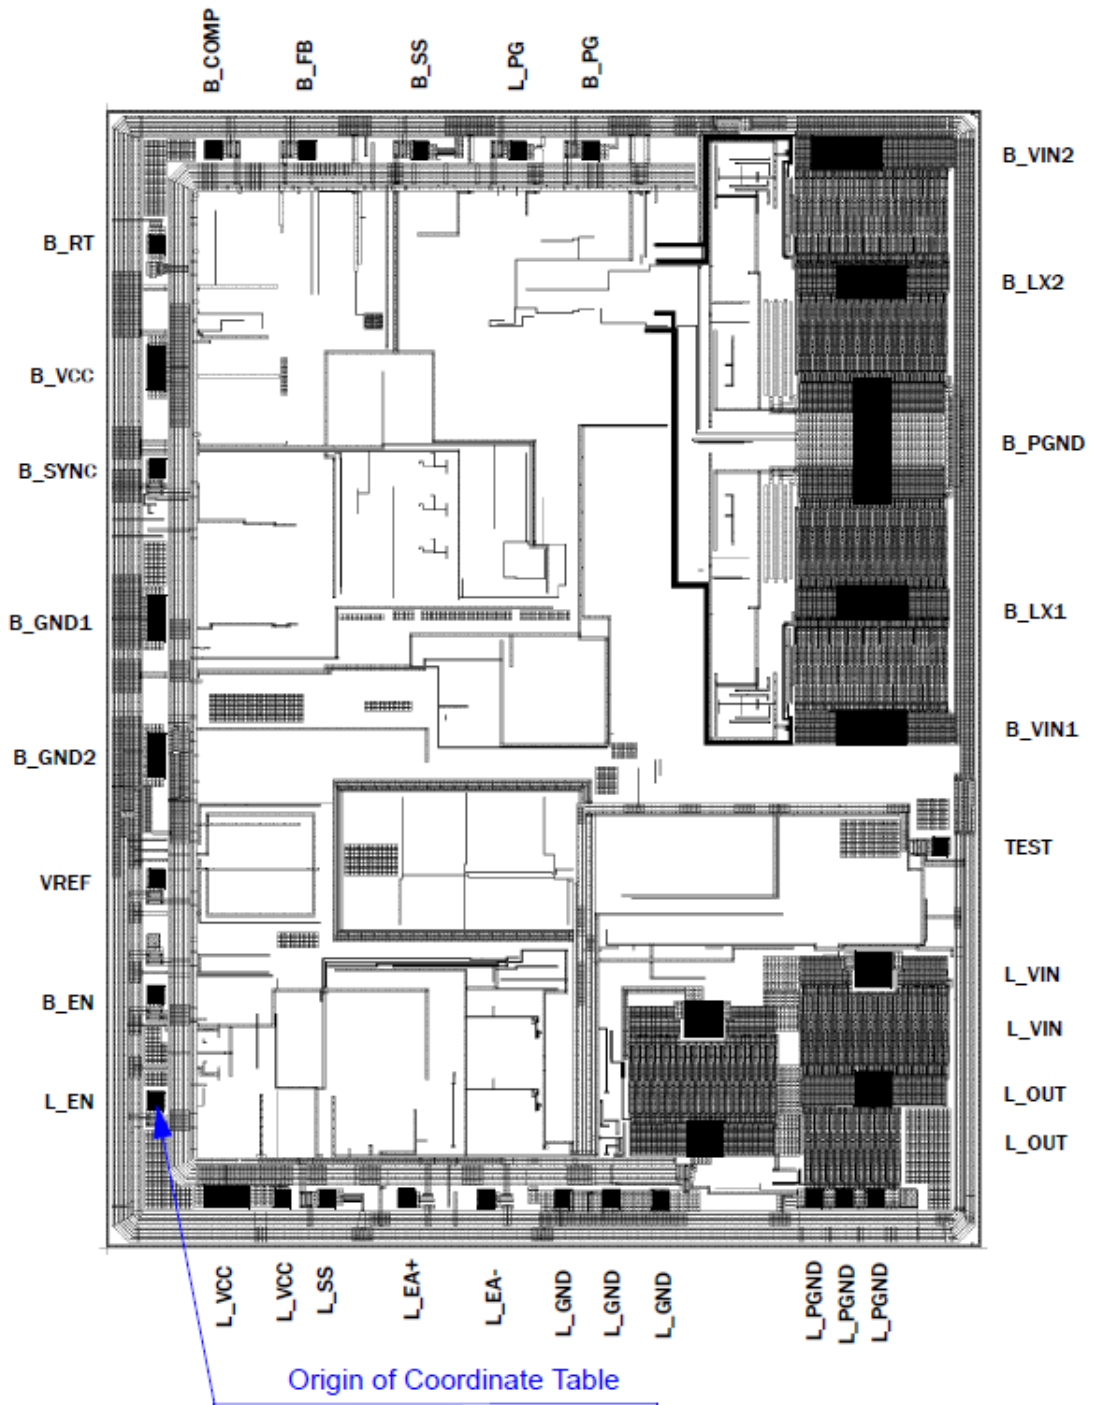 B_COMP
B_FB
B_SS
L_PG
B_PG
B_RT
B_VCC
B_SYNC
B_GND1
B_GND2
VREF
B_EN
L_EN
B_VIN2
B_LX2
B_PGND
B_LX1
B_VIN1
TEST
L_VIN
L_VIN
L_OUT
L_OUT
L_VCC
L_VCC
L_SS
L_EA+
L_EA-
L_GND
L_GND
L_GND
L_PGND
L_PGND
L_PGND
Origin of Coordinate Table